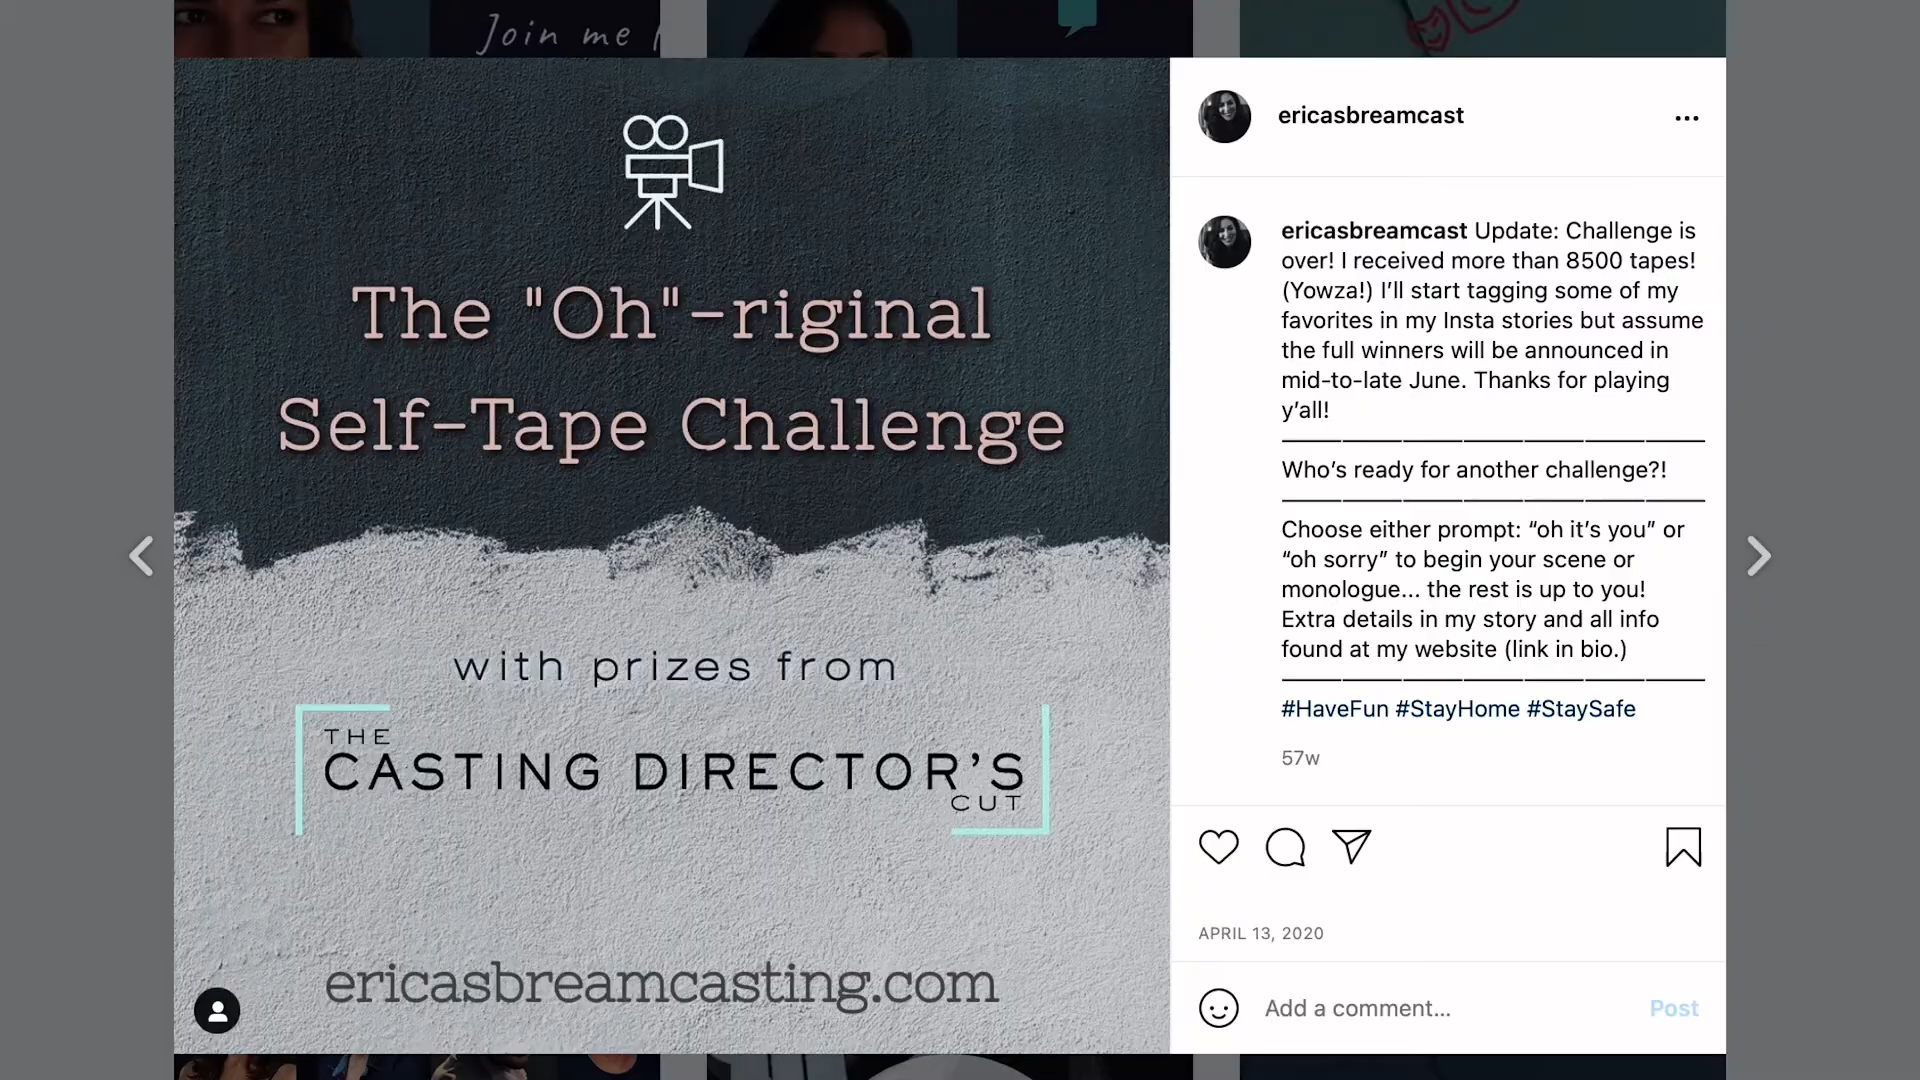 Join me
The "Oh"-riginal
Self-Tape Challenge
with prizes from
THE
CASTING DIRECTOR'S
CUT
ericasbreamcasting.com
ericasbreamcast
ericasbreamcast Update: Challenge is
over! I received more than 8500 tapes!
(Yowza!) I’ll start tagging some of my
favorites in my Insta stories but assume
the full winners will be announced in
mid-to-late June. Thanks for playing
y’all!
Who’s ready for another challenge?!
Choose either prompt: “oh it’s you” or
“oh sorry” to begin your scene or
monologue... the rest is up to you!
Extra details in my story and all info
found at my website (link in bio.)
#HaveFun #StayHome #StaySafe
57w
APRIL 13, 2020
Add a comment...
Post